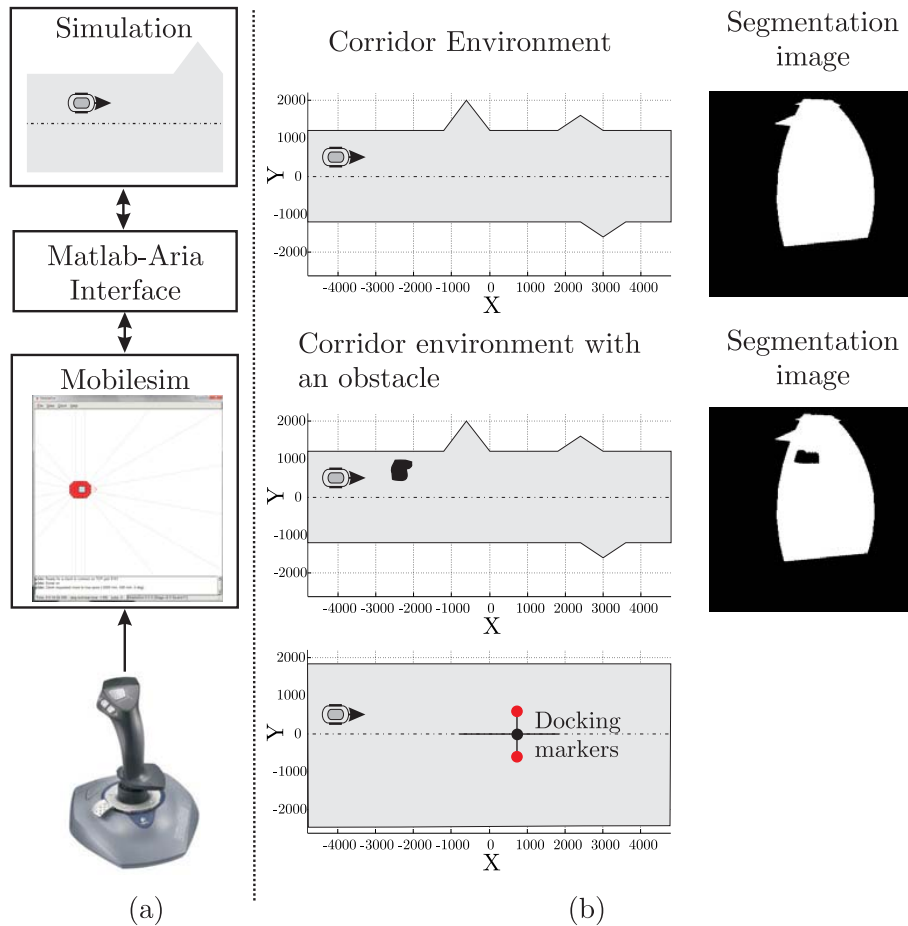 Simulation
Matlab-Aria
Interface
Mobilesim
(a)
Corridor Environment
Segmentation
image
2000
1000
0
-1000
-2000
Y
-4000 -3000 -2000 -1000 0 1000 2000 3000 4000
X
Corridor environment with
an obstacle
Segmentation
image
2000
1000
0
-1000
-2000
Y
-4000 -3000 -2000 -1000 0 1000 2000 3000 4000
X
2000
1000
0
-1000
-2000
Y
Docking
markers
-4000 -3000 -2000 -1000 0 1000 2000 3000 4000
X
(b)